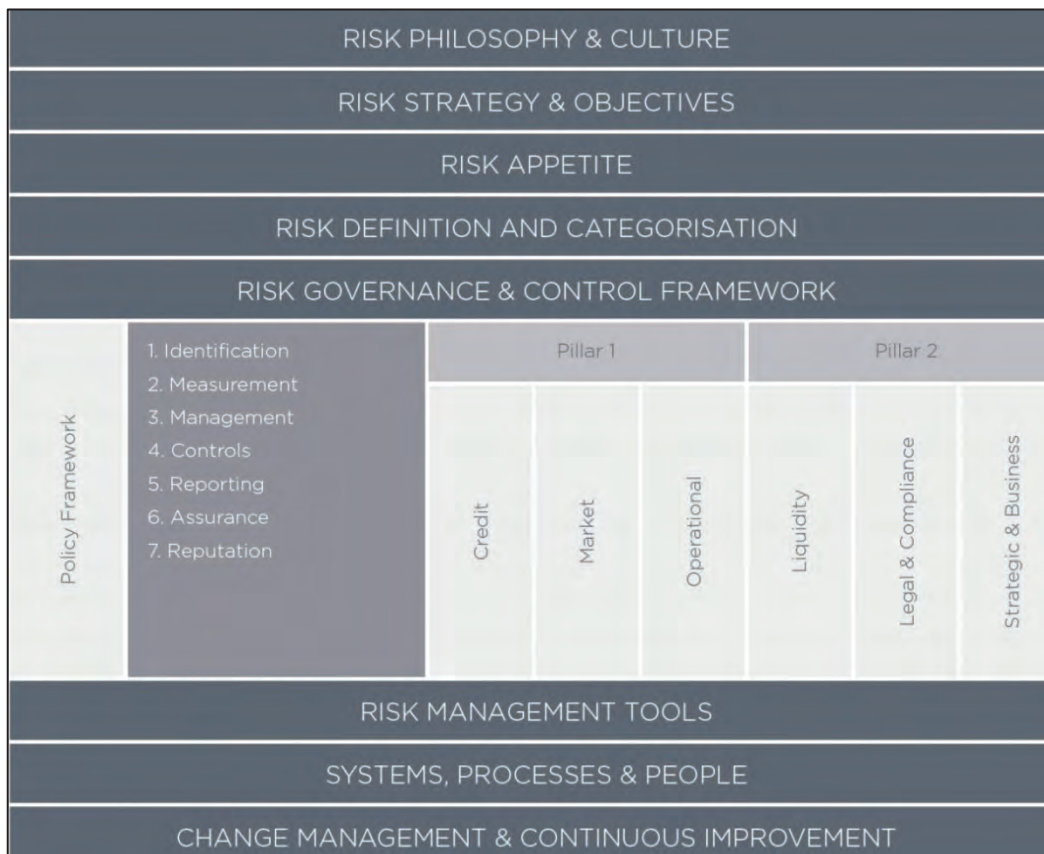 RISK PHILOSOPHY & CULTURE
RISK STRATEGY & OBJECTIVES
RISK APPETITE
RISK DEFINITION AND CATEGORISATION
RISK GOVERNANCE & CONTROL FRAMEWORK
Policy Framework
1. Identification
2. Measurement
3. Management
4. Controls
5. Reporting
6. Assurance
7. Reputation
Pillar 1
Pillar 2
Credit
Market
Operational
Liquidity
Legal & Compliance
Strategic & Business
RISK MANAGEMENT TOOLS
SYSTEMS, PROCESSES & PEOPLE
CHANGE MANAGEMENT & CONTINUOUS IMPROVEMENT